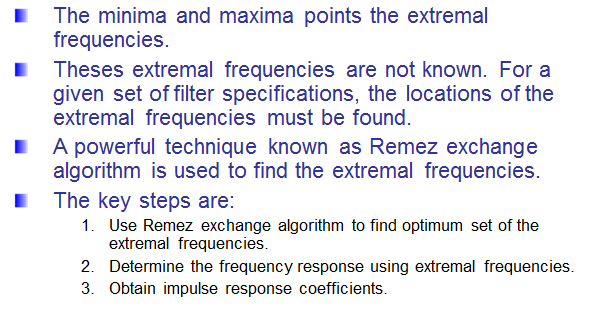 The minima and maxima points the extremal
frequencies.
Theses extremal frequencies are not known. For a
given set of filter specifications, the locations of the
extremal frequencies must be found.
A powerful technique known as Remez exchange
algorithm is used to find the extremal frequencies.
The key steps are:
1. Use Remez exchange algorithm to find optimum set of the
extremal frequencies.
2. Determine the frequency response using extremal frequencies.
3. Obtain impulse response coefficients.